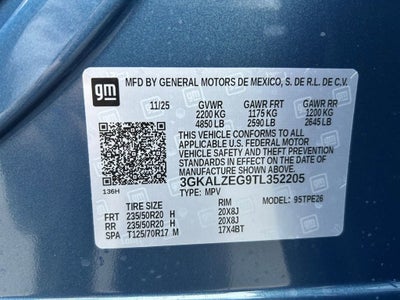 gm
MFD BY GENERAL MOTORS DE MEXICO, S. DE R.L. DE C.V.
11/25 GVWR GAWR FRT GAWR RR
2200 KG 1175 KG 1200 KG
4850 LB 2590 LB 2645 LB
THIS VEHICLE CONFORMS TO ALL
APPLICABLE U.S. FEDERAL MOTOR
VEHICLE SAFETY AND THEFT PREVENTION
STANDARDS IN EFFECT ON THE DATE OF
MANUFACTURE SHOWN ABOVE.
3GKALZEG9TL352205
136H TYPE: MPV MODEL: 95TPE26
TIRE SIZE RIM
FRT 235/50R20 H 20X8J
RR 235/50R20 H 20X8J
SPA T125/70R17 M 17X4BT